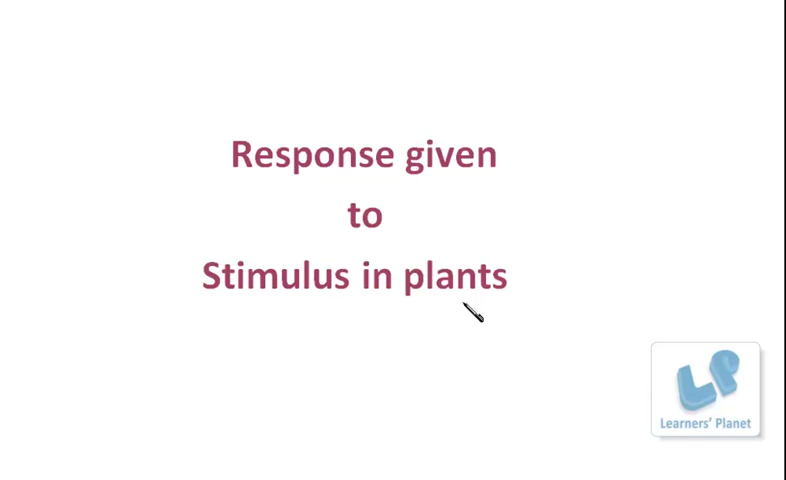 Response given
to
Stimulus in plants
LP
Learners' Planet